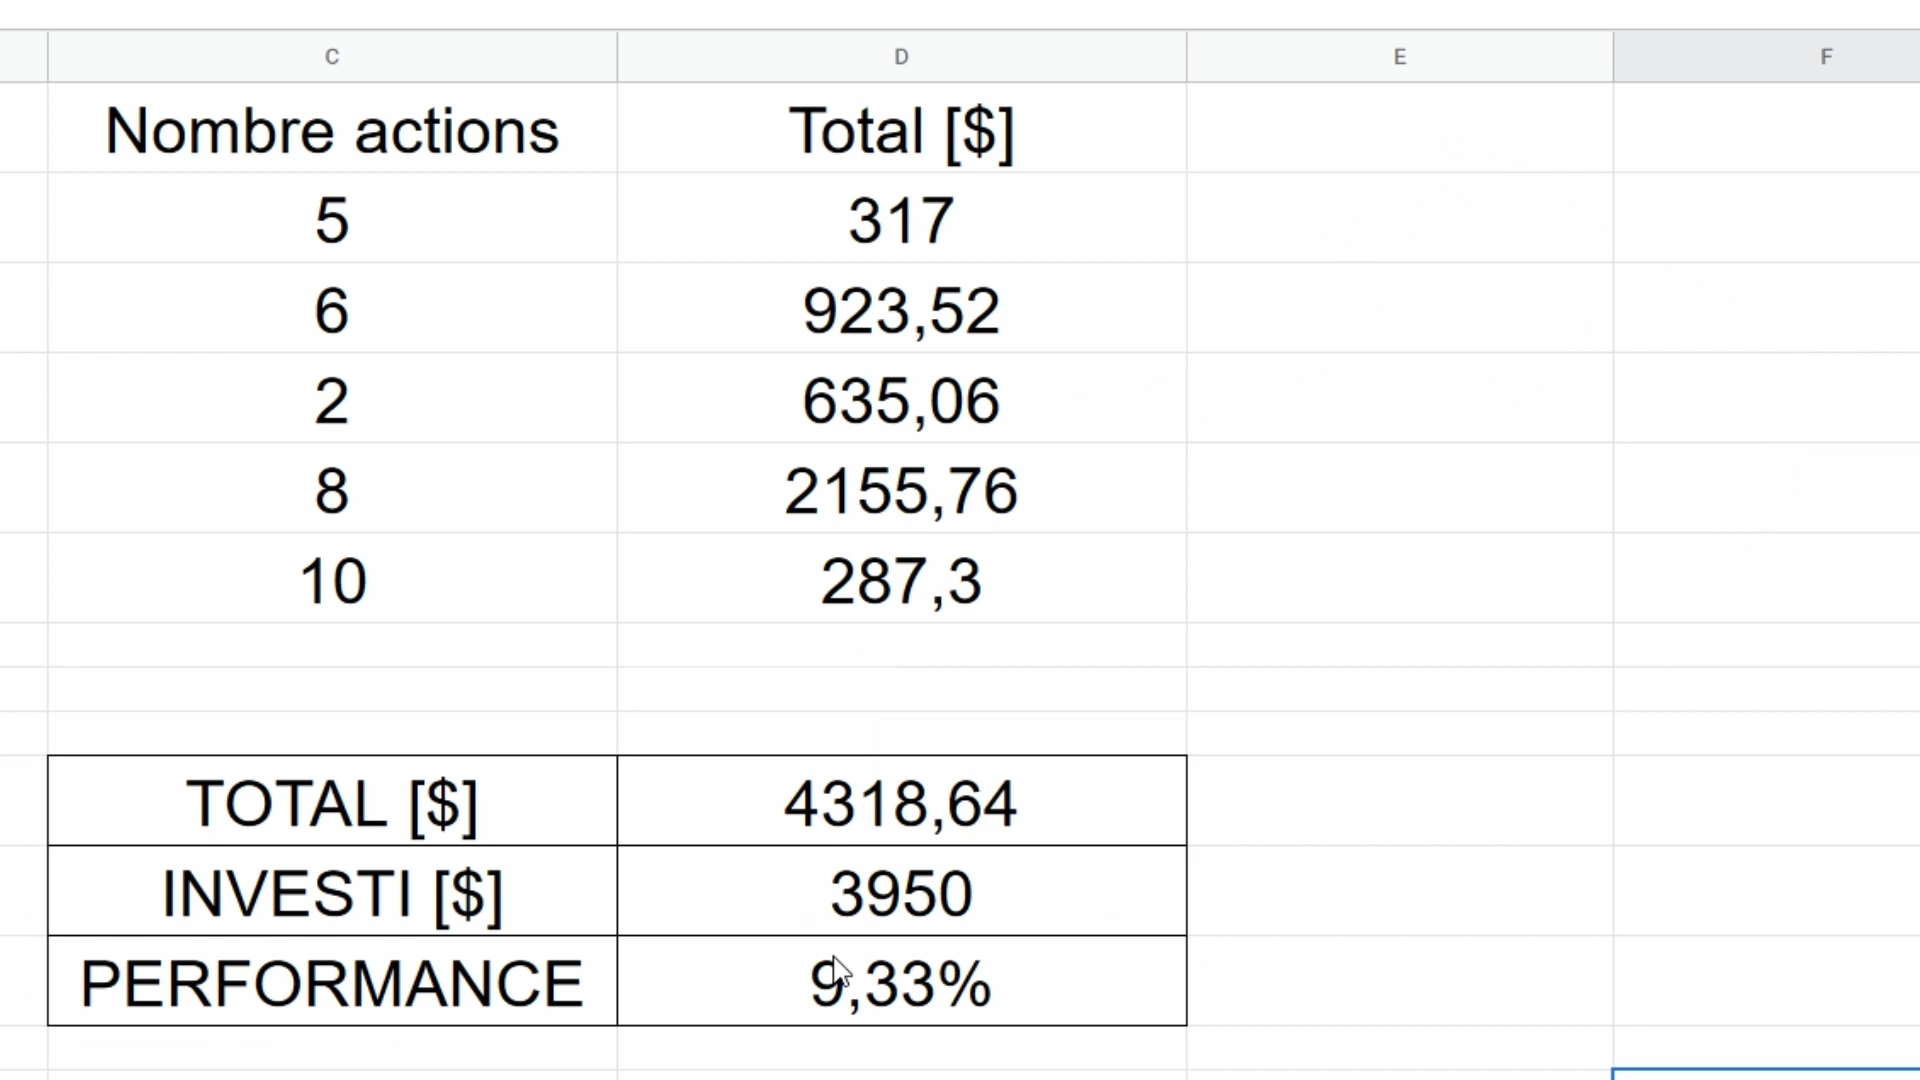 C D E F
Nombre actions Total [$]
5 317
6 923,52
2 635,06
8 2155,76
10 287,3
TOTAL [$] 4318,64
INVESTI [$] 3950
PERFORMANCE 9,33%